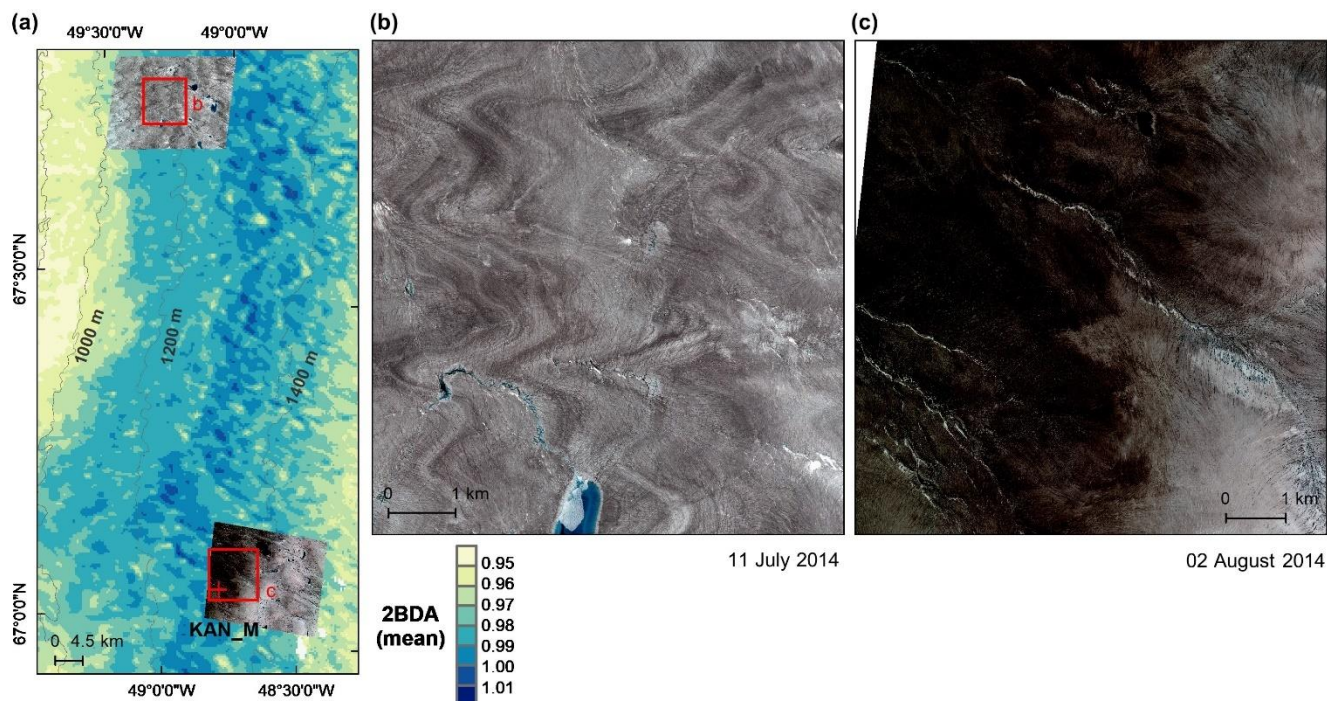 (a)
49°30'0"W 49°0'0"W
67°30'0"N
67°0'0"N
b
1000 m
1200 m
1400 m
c
KAN_M
0 4.5 km
49°0'0"W 48°30'0"W
(b)
0 1 km
11 July 2014
2BDA
(mean)
0.95
0.96
0.97
0.98
0.99
1.00
1.01
(c)
0 1 km
02 August 2014